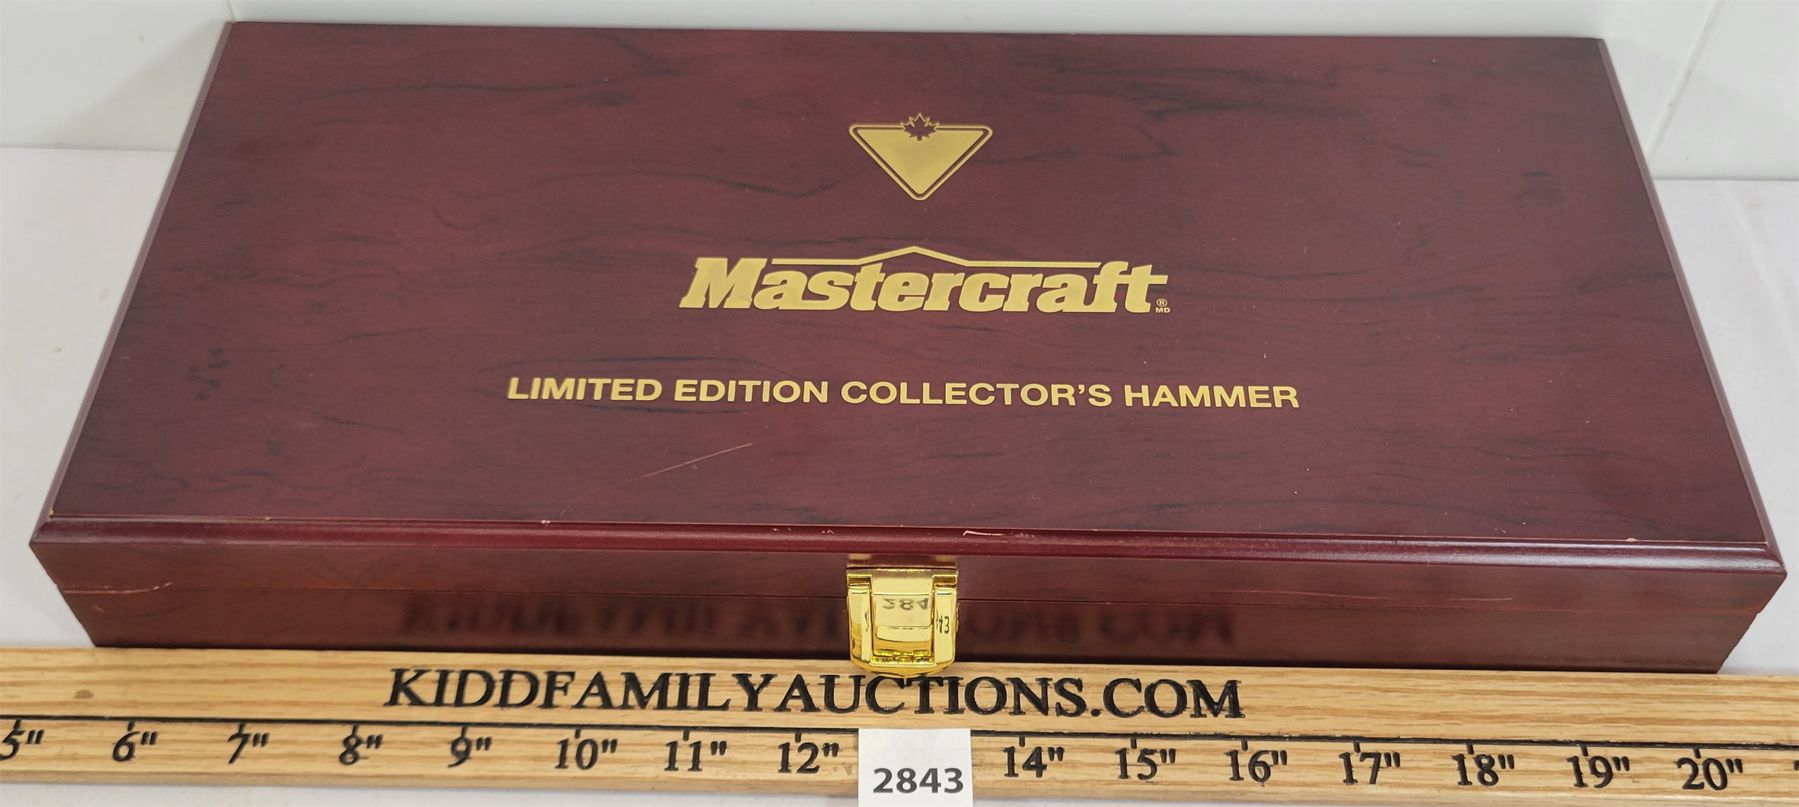 Mastercraft®
MD
LIMITED EDITION COLLECTOR'S HAMMER
KIDDFAMILYAUCTIONS.COM
5" 6" 7" 8" 9" 10" 11" 12" 14" 15" 16" 17" 18" 19" 20"
2843